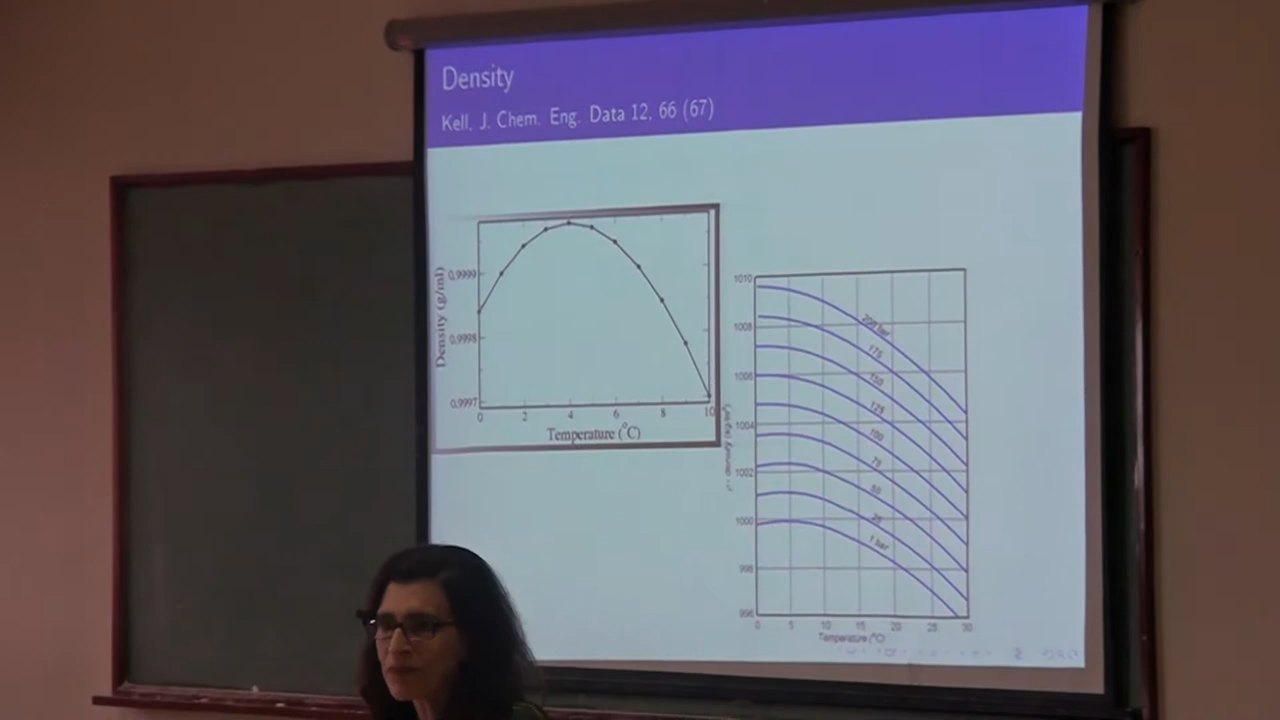 Density
Kell, J. Chem. Eng. Data 12, 66 (67)
Density (g/ml)
0,9999
0,9998
0,9997
0 2 4 6 8 10
Temperature (°C)
1010
1008
1006
1004
1002
1000
998
996
200 bar
175
150
125
100
75
50
25
1 bar
0 5 10 15 20 25 30
Temperature (°C)